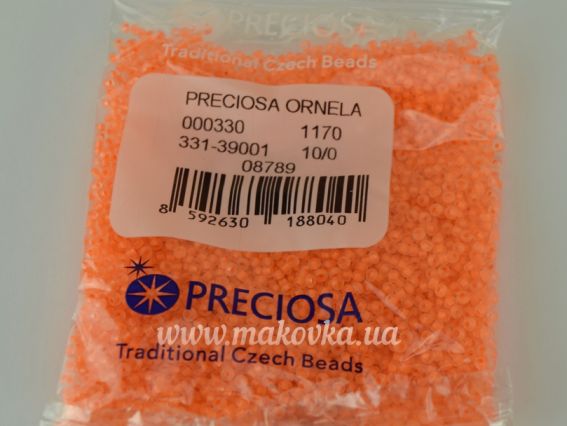 PRECIOSA
Traditional Czech Beads
PRECIOSA ORNELA
000330 1170
331-39001 10/0
08789
8 592630 188040
PRECIOSA
www.makovka.ua
Traditional Czech Beads